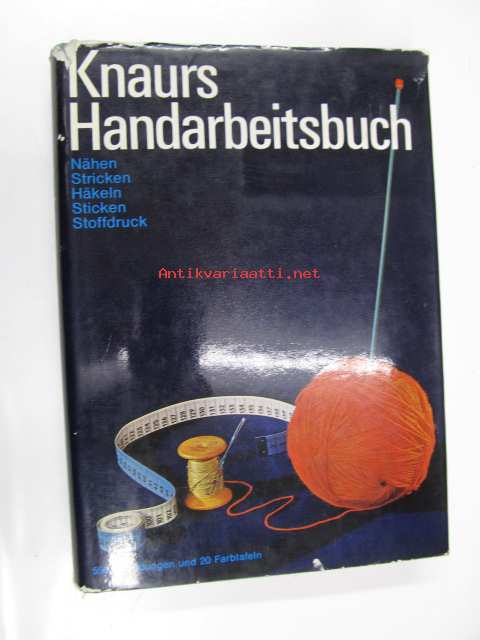 Knaurs
Handarbeitsbuch
Nähen
Stricken
Häkeln
Sticken
Stoffdruck
Antikvariaatti.net
und 20 Farbtafeln